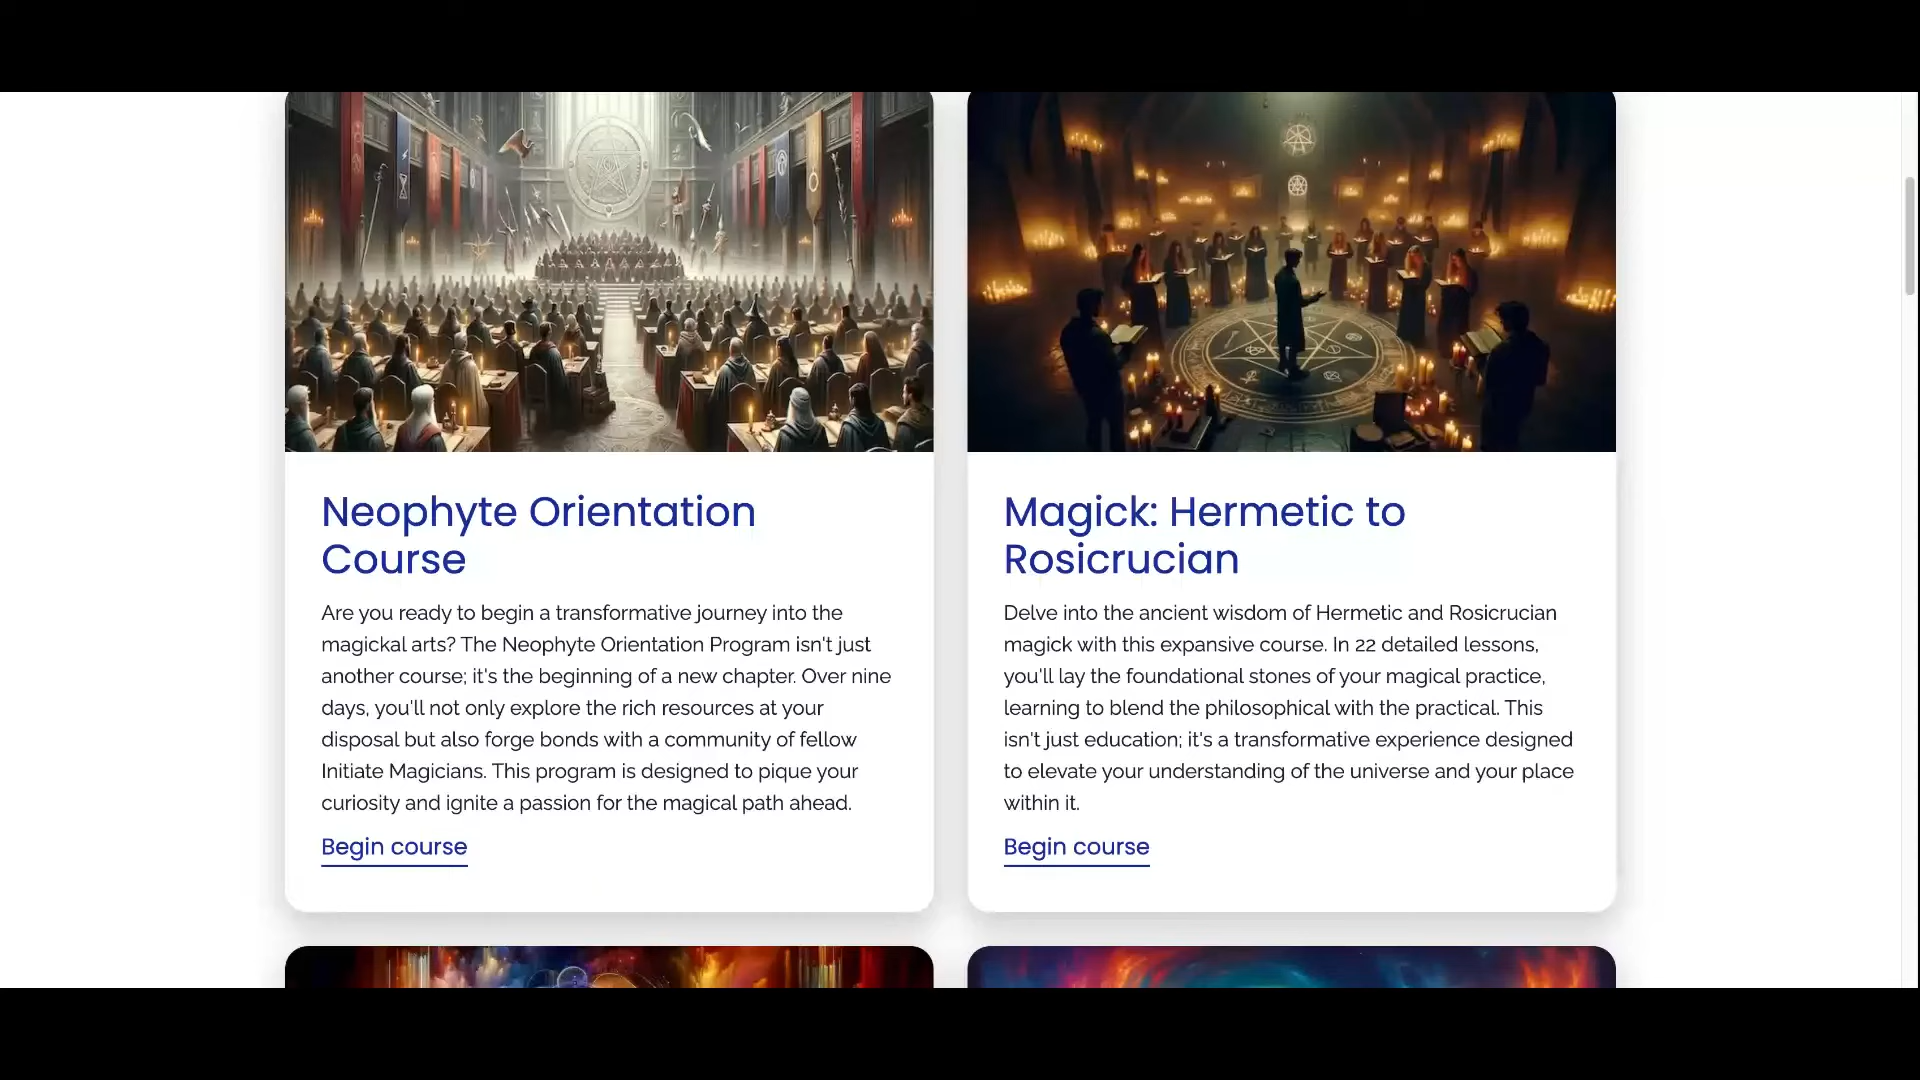 Neophyte Orientation
Course
Are you ready to begin a transformative journey into the
magickal arts? The Neophyte Orientation Program isn't just
another course; it's the beginning of a new chapter. Over nine
days, you'll not only explore the rich resources at your
disposal but also forge bonds with a community of fellow
Initiate Magicians. This program is designed to pique your
curiosity and ignite a passion for the magical path ahead.
Begin course
Magick: Hermetic to
Rosicrucian
Delve into the ancient wisdom of Hermetic and Rosicrucian
magick with this expansive course. In 22 detailed lessons,
you'll lay the foundational stones of your magical practice,
learning to blend the philosophical with the practical. This
isn't just education; it's a transformative experience designed
to elevate your understanding of the universe and your place
within it.
Begin course